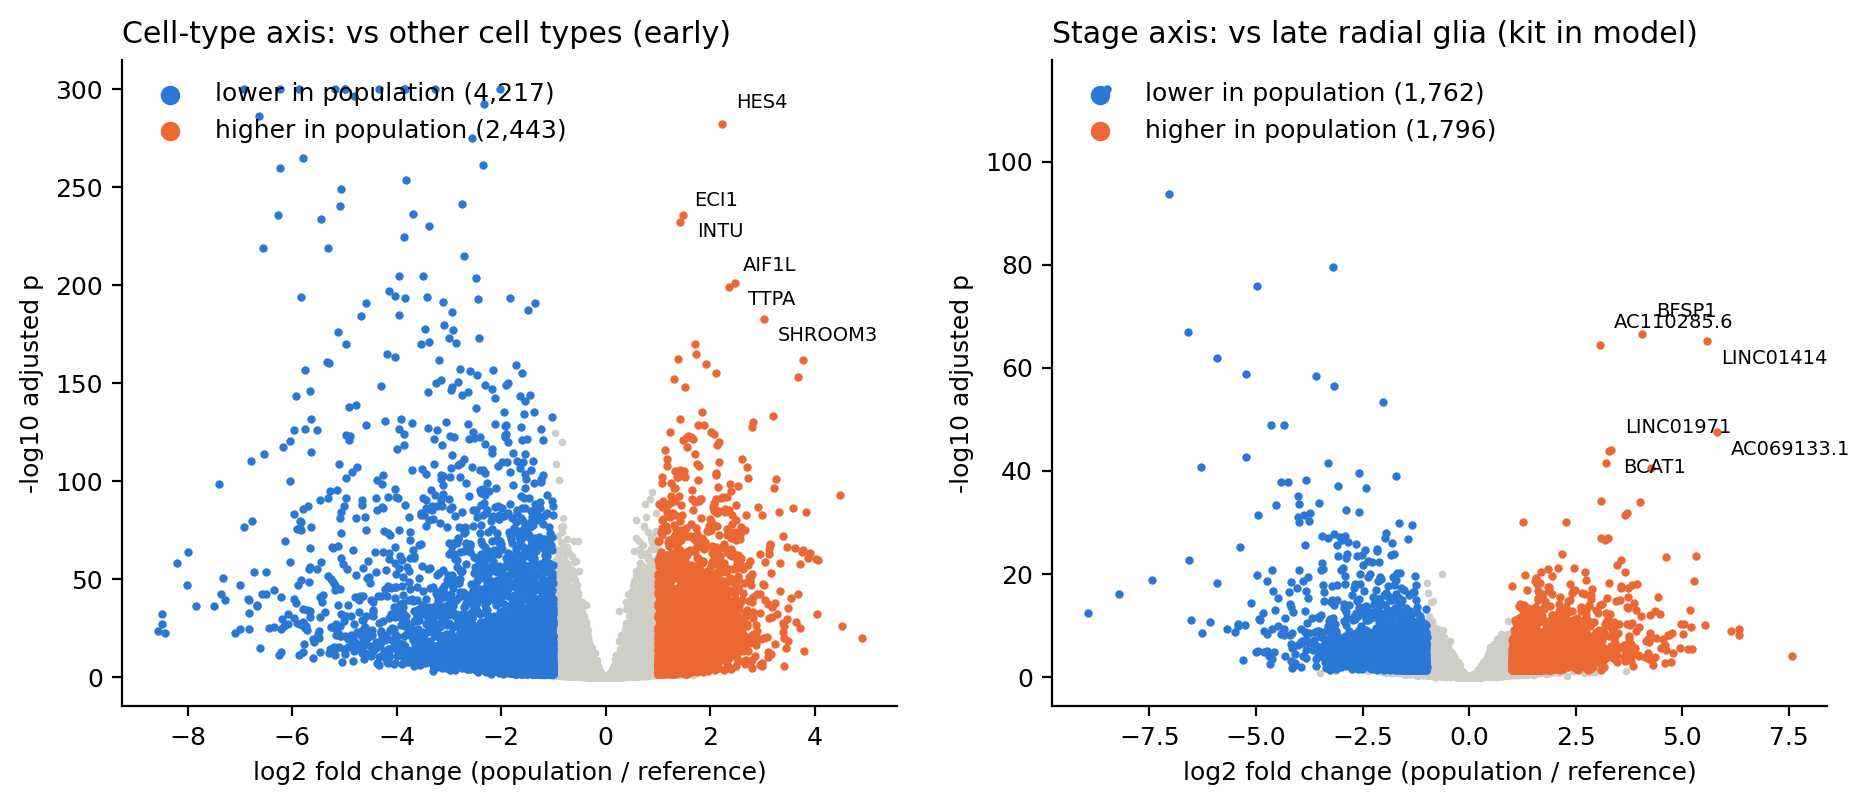 Cell-type axis: vs other cell types (early)
lower in population (4,217)
higher in population (2,443)
HES4
ECI1
INTU
AIF1L
TTPA
SHROOM3
300
250
200
150
100
50
0
-log10 adjusted p
−8 −6 −4 −2 0 2 4
log2 fold change (population / reference)
Stage axis: vs late radial glia (kit in model)
lower in population (1,762)
higher in population (1,796)
BFSP1
AC110285.6
LINC01414
LINC01971
AC069133.1
BCAT1
100
80
60
40
20
0
-log10 adjusted p
−7.5 −5.0 −2.5 0.0 2.5 5.0 7.5
log2 fold change (population / reference)